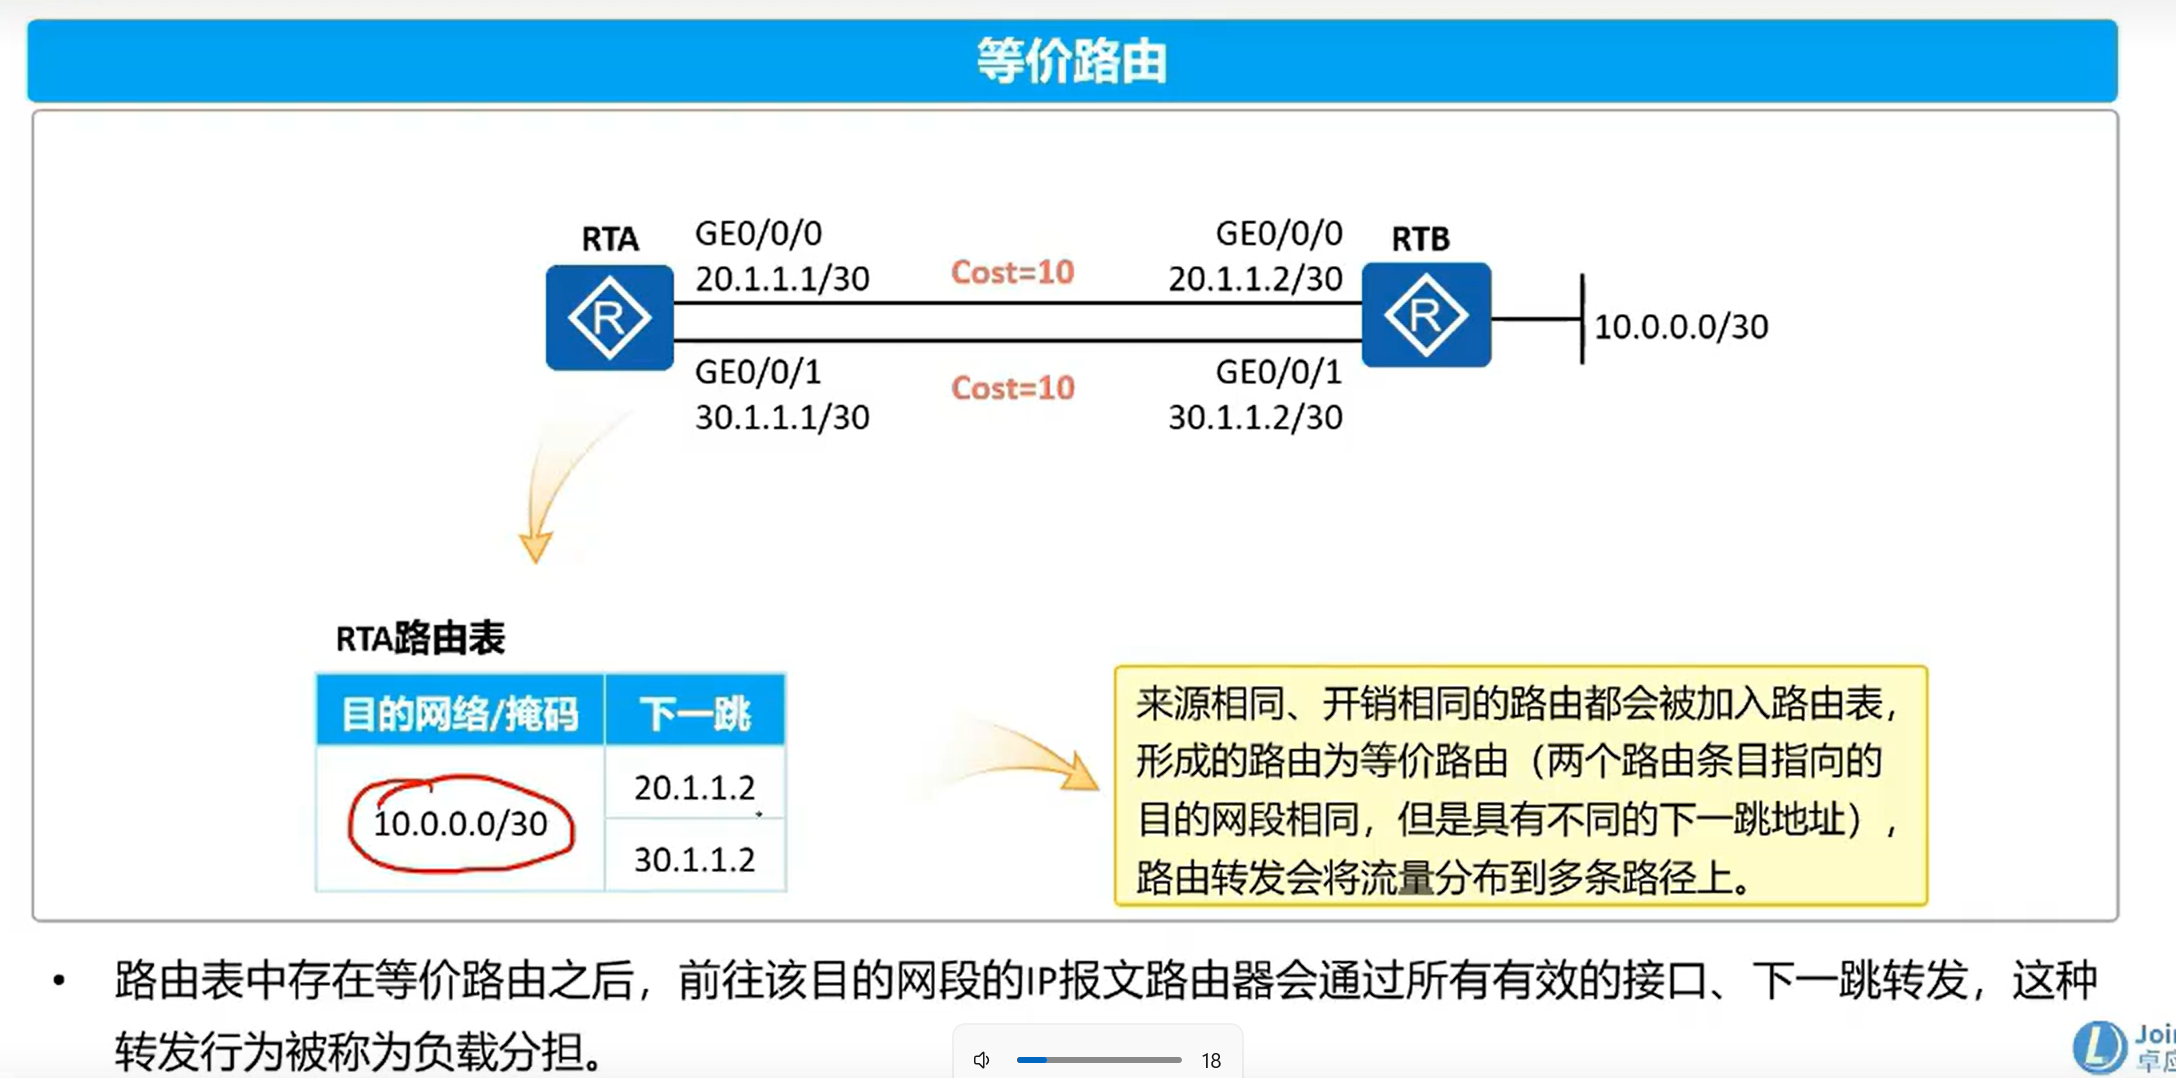 等价路由
RTA
GE0/0/0
20.1.1.1/30
Cost=10
GE0/0/0
20.1.1.2/30
RTB
R
R
10.0.0.0/30
GE0/0/1
30.1.1.1/30
Cost=10
GE0/0/1
30.1.1.2/30
RTA路由表
目的网络/掩码
下一跳
10.0.0.0/30
20.1.1.2
30.1.1.2
来源相同、开销相同的路由都会被加入路由表，
形成的路由为等价路由（两个路由条目指向的
目的网段相同，但是具有不同的下一跳地址），
路由转发会将流量分布到多条路径上。
• 路由表中存在等价路由之后，前往该目的网段的IP报文路由器会通过所有有效的接口、下一跳转发，这种
转发行为被称为负载分担。
18